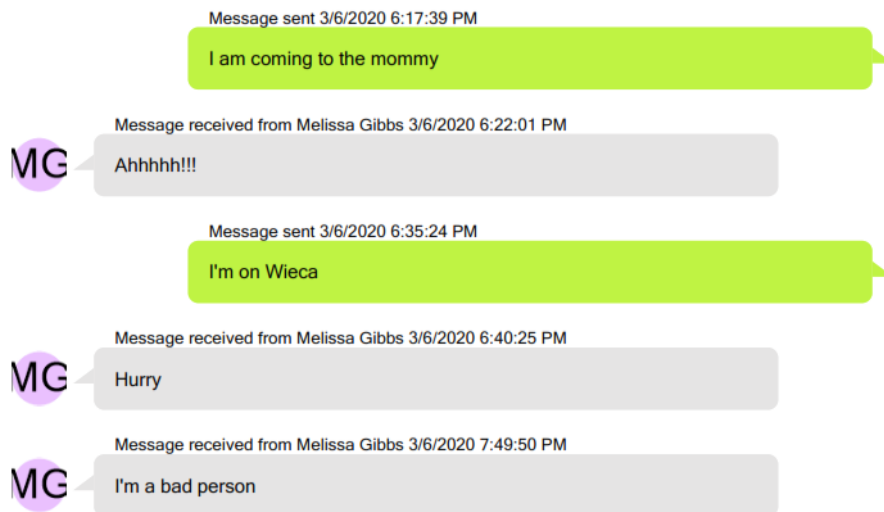 Message sent 3/6/2020 6:17:39 PM
I am coming to the mommy
Message received from Melissa Gibbs 3/6/2020 6:22:01 PM
MG
Ahhhhh!!!
Message sent 3/6/2020 6:35:24 PM
I'm on Wieca
Message received from Melissa Gibbs 3/6/2020 6:40:25 PM
MG
Hurry
Message received from Melissa Gibbs 3/6/2020 7:49:50 PM
MG
I'm a bad person